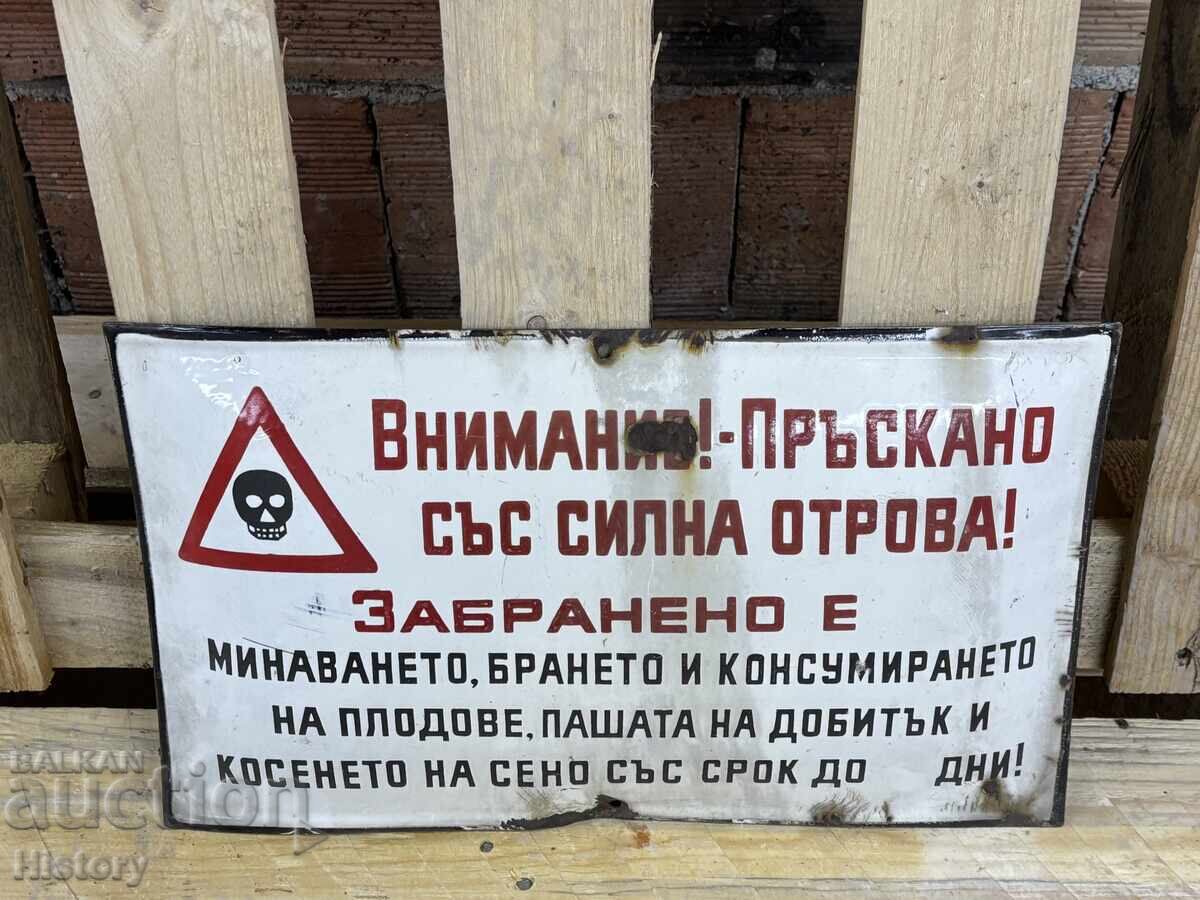 ВНИМАНИЕ!-ПРЪСКАНО
СЪС СИЛНА ОТРОВА!
ЗАБРАНЕНО Е
МИНАВАНЕТО, БРАНЕТО И КОНСУМИРАНЕТО
НА ПЛОДОВЕ, ПАШАТА НА ДОБИТЪК И
КОСЕНЕТО НА СЕНО СЪС СРОК ДО ДНИ!
BALKAN
auction
History